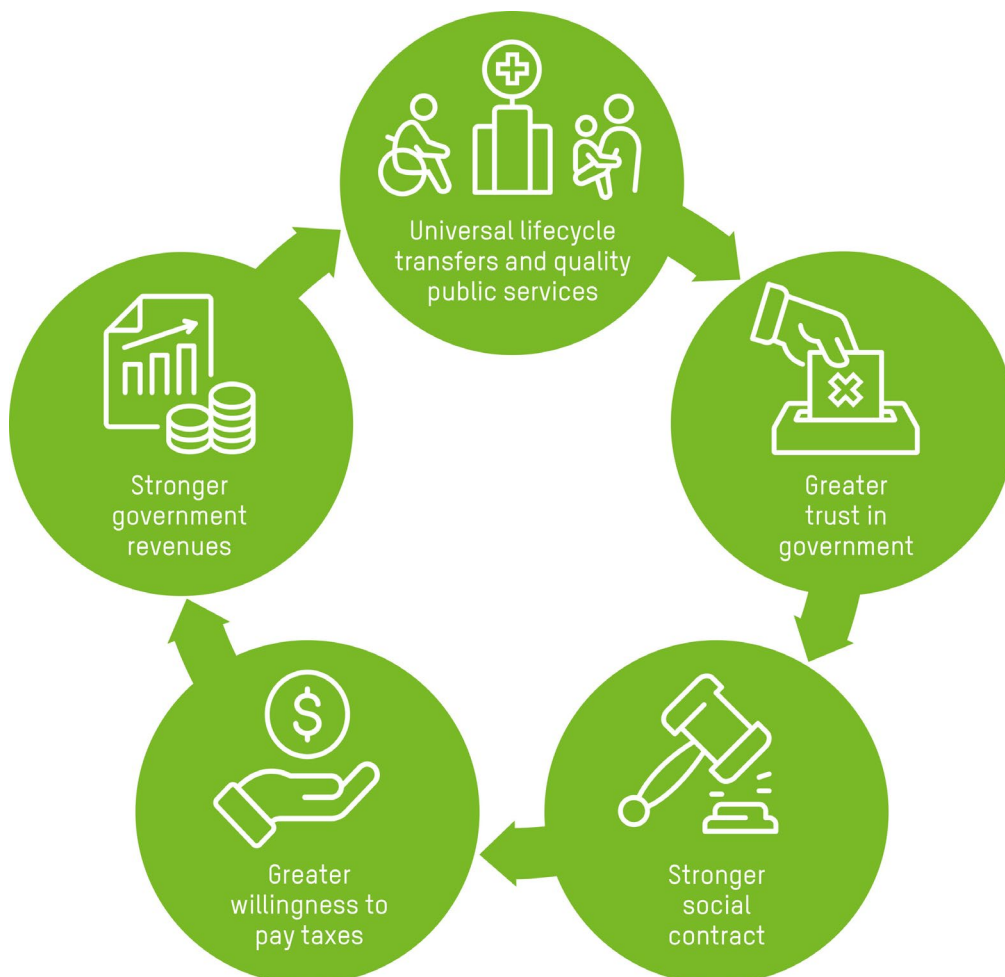 Universal lifecycle
transfers and quality
public services
Greater
trust in
government
Stronger
social
contract
Greater
willingness to
pay taxes
Stronger
government
revenues